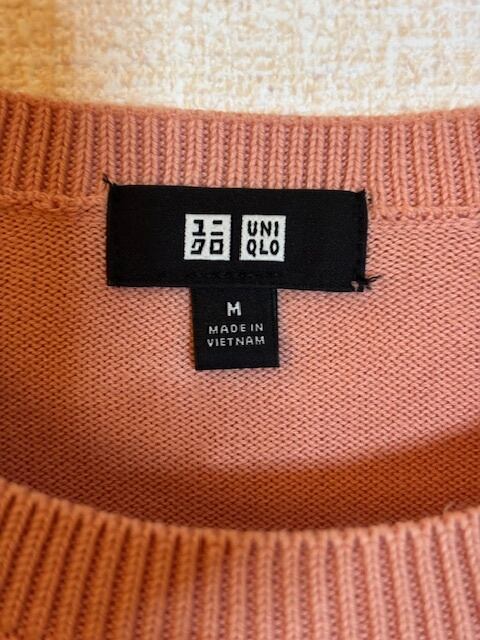 ユニ UNI
クロ QLO
M
MADE IN
VIETNAM